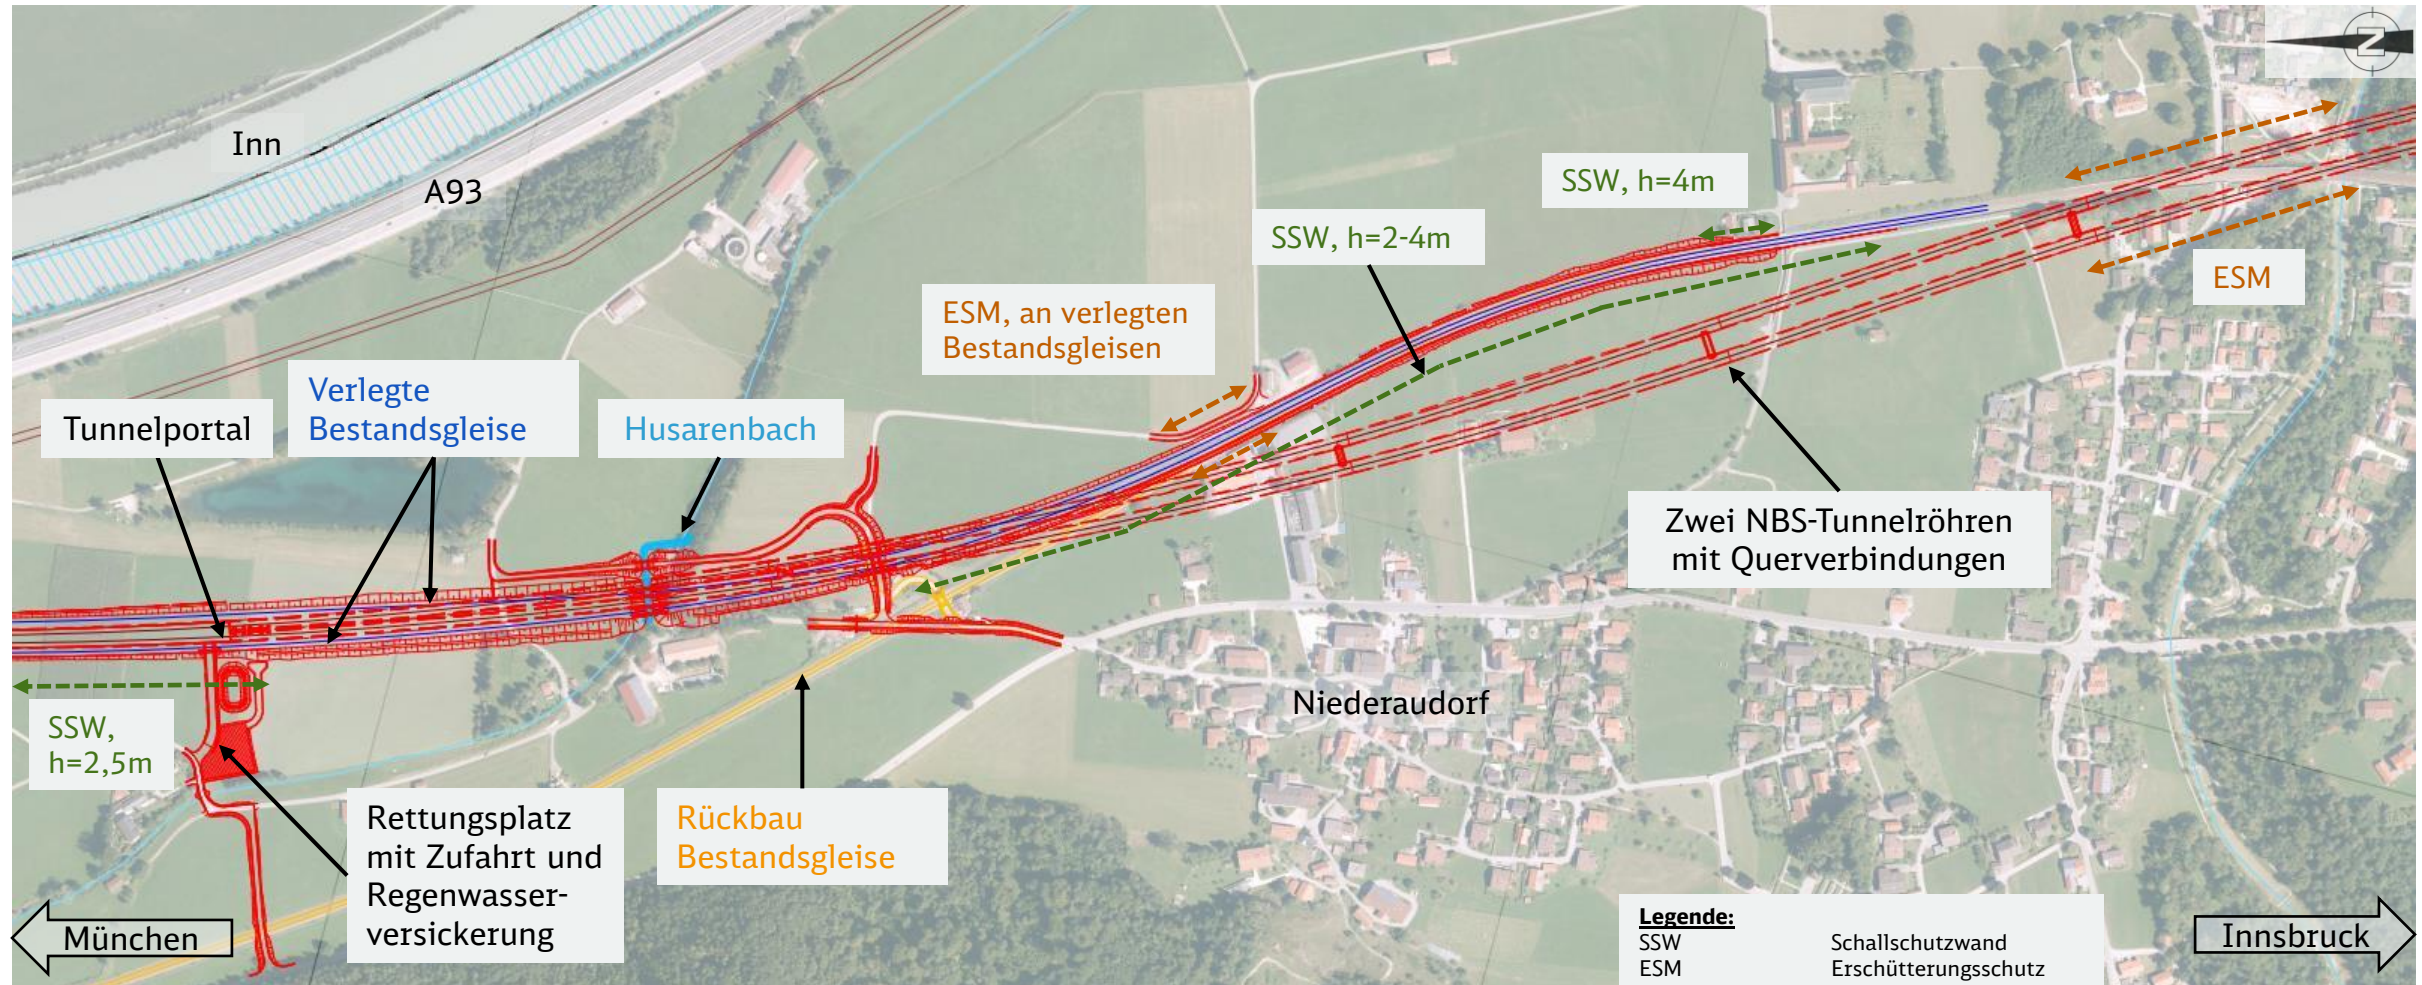 N
Inn
A93
SSW, h=4m
SSW, h=2-4m
ESM
ESM, an verlegten
Bestandsgleisen
Verlegte
Bestandsgleise
Tunnelportal
Husarenbach
Zwei NBS-Tunnelröhren
mit Querverbindungen
Niederaudorf
SSW,
h=2,5m
Rettungsplatz
mit Zufahrt und
Regenwasser-
versickerung
Rückbau
Bestandsgleise
München
Innsbruck
Legende:
SSW Schallschutzwand
ESM Erschütterungsschutz